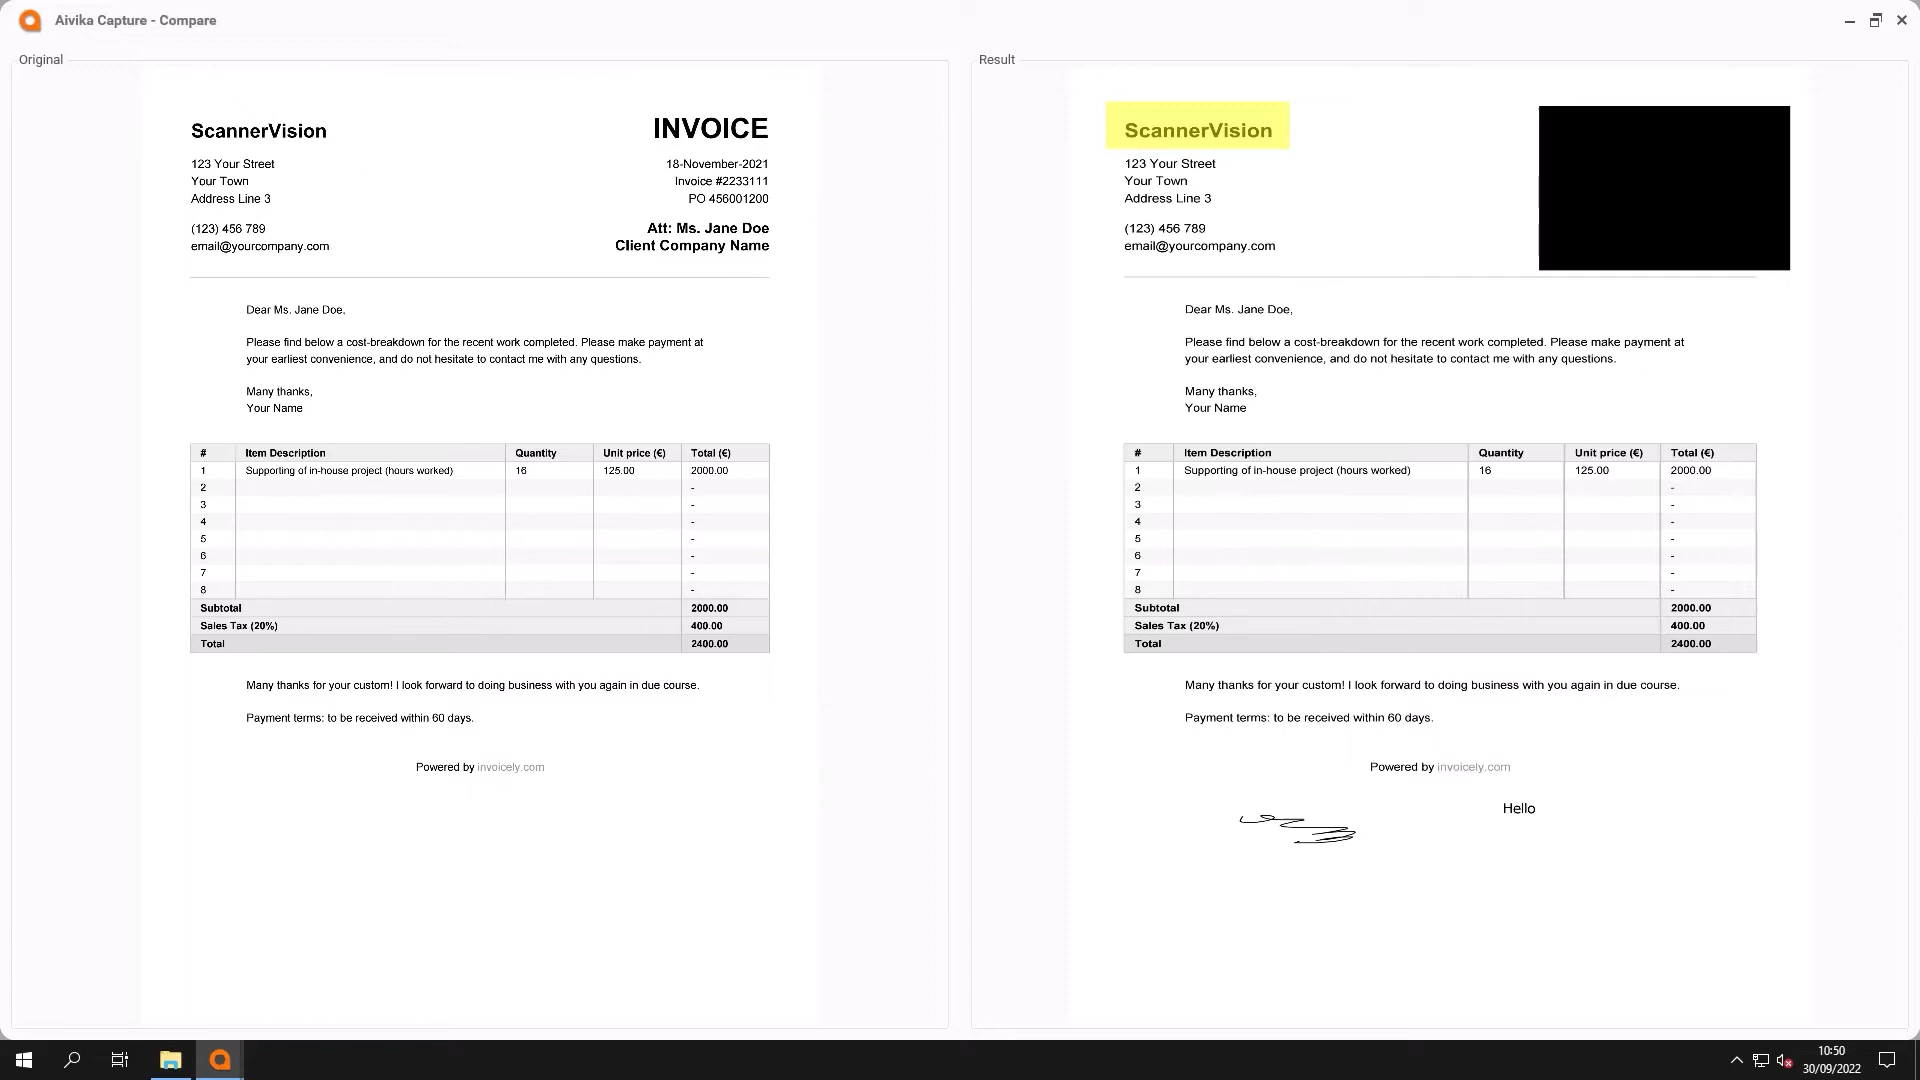 Aivika Capture - Compare
Original
ScannerVision
INVOICE
123 Your Street
18-November-2021
Your Town
Invoice #2233111
Address Line 3
PO 456001200
(123) 456 789
Att: Ms. Jane Doe
email@yourcompany.com
Client Company Name
Dear Ms. Jane Doe,
Please find below a cost-breakdown for the recent work completed. Please make payment at
your earliest convenience, and do not hesitate to contact me with any questions.
Many thanks,
Your Name
# Item Description Quantity Unit price (€) Total (€)
1 Supporting of in-house project (hours worked) 16 125.00 2000.00
2 -
3 -
4 -
5 -
6 -
7 -
8 -
Subtotal 2000.00
Sales Tax (20%) 400.00
Total 2400.00
Many thanks for your custom! I look forward to doing business with you again in due course.
Payment terms: to be received within 60 days.
Powered by invoicely.com
Result
ScannerVision
123 Your Street
Your Town
Address Line 3
(123) 456 789
email@yourcompany.com
Dear Ms. Jane Doe,
Please find below a cost-breakdown for the recent work completed. Please make payment at
your earliest convenience, and do not hesitate to contact me with any questions.
Many thanks,
Your Name
# Item Description Quantity Unit price (€) Total (€)
1 Supporting of in-house project (hours worked) 16 125.00 2000.00
2 -
3 -
4 -
5 -
6 -
7 -
8 -
Subtotal 2000.00
Sales Tax (20%) 400.00
Total 2400.00
Many thanks for your custom! I look forward to doing business with you again in due course.
Payment terms: to be received within 60 days.
Powered by invoicely.com
Hello
10:50
30/09/2022